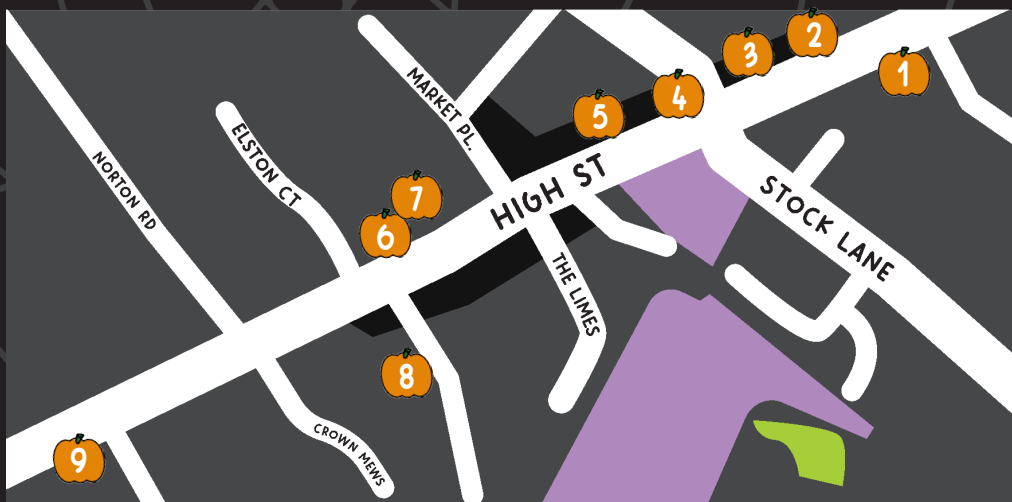 2
3
1
4
5
MARKET PL.
ELSTON CT
NORTON RD
HIGH ST
STOCK LANE
7
6
THE LIMES
8
CROWN MEWS
9